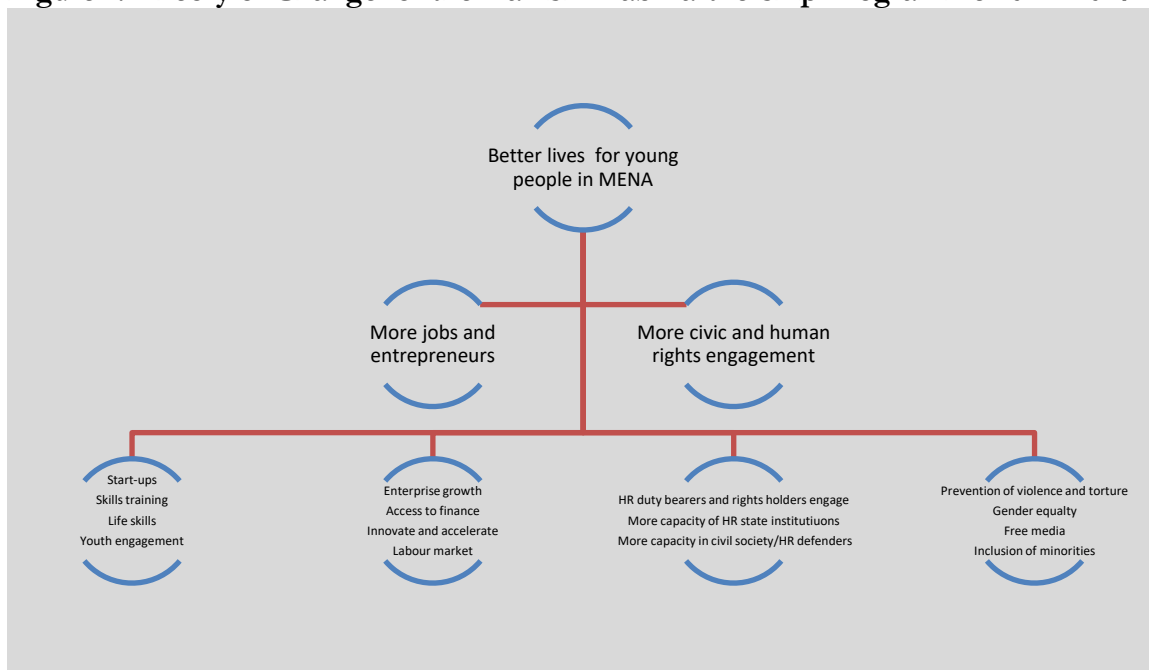 Better lives for young
people in MENA
More jobs and
entrepreneurs
More civic and human
rights engagement
Start-ups
Skills training
Life skills
Youth engagement
Enterprise growth
Access to finance
Innovate and accelerate
Labour market
HR duty bearers and rights holders engage
More capacity of HR state institutiuons
More capacity in civil society/HR defenders
Prevention of violence and torture
Gender equalty
Free media
Inclusion of minorities